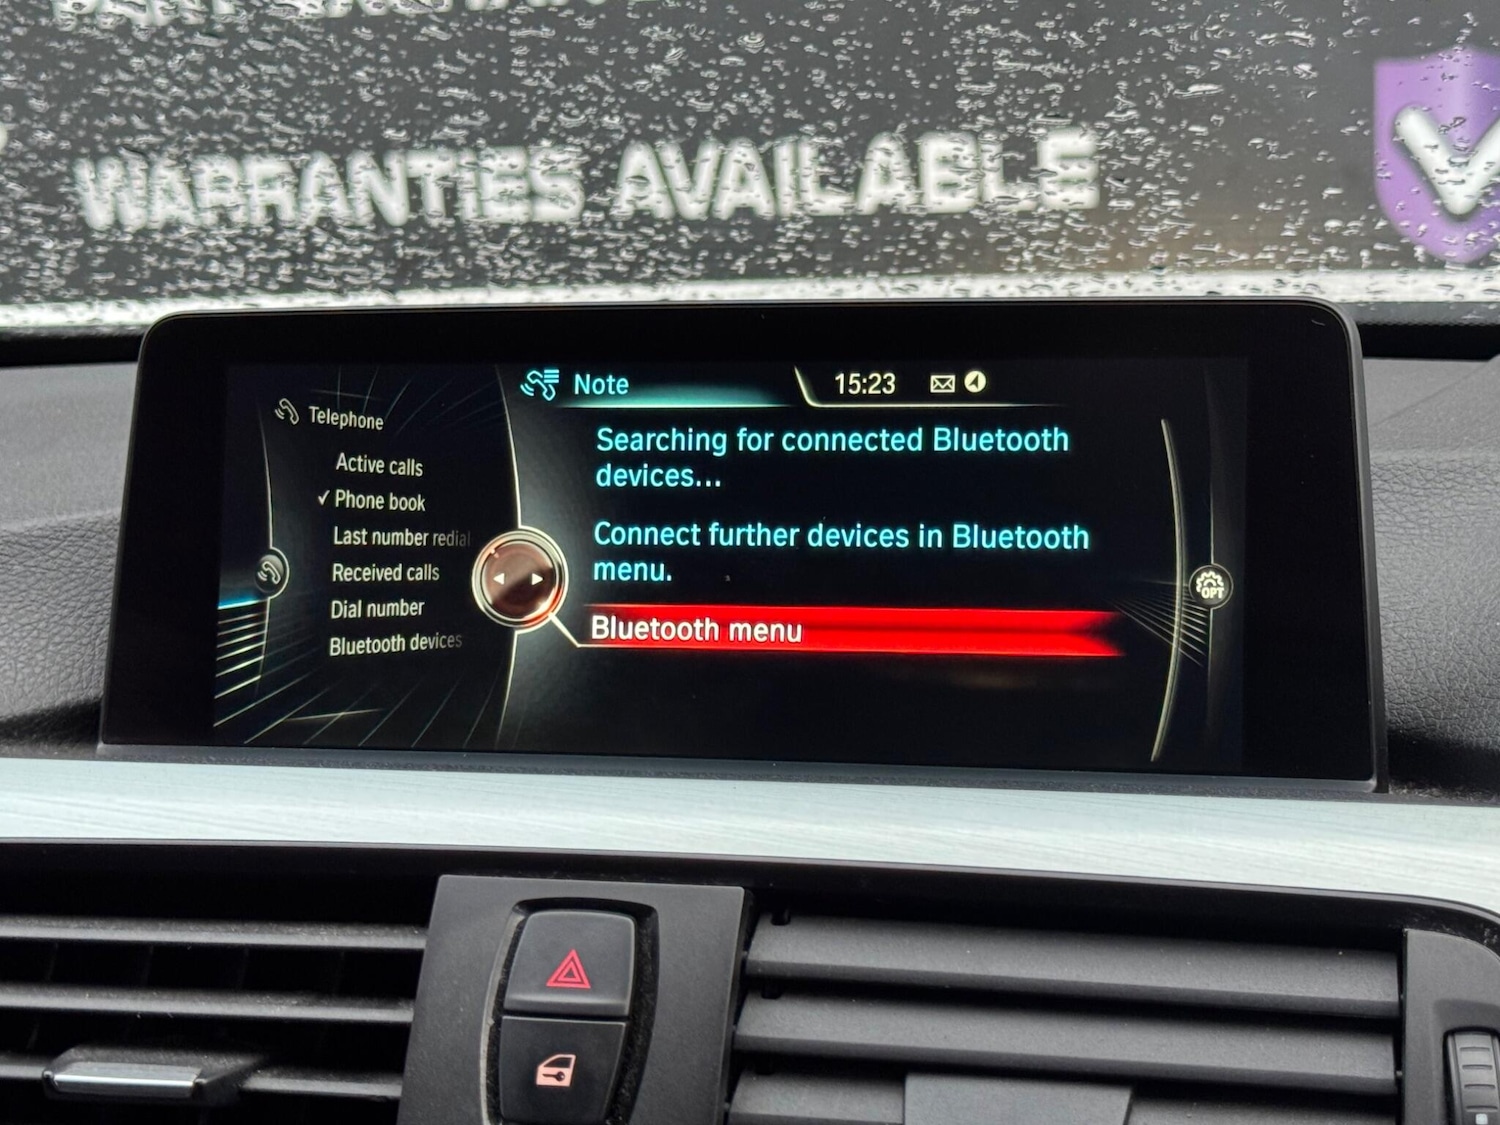 WARRANTIES AVAILABLE
Note
15:23
Telephone
Active calls
✓ Phone book
Last number redial
Received calls
Dial number
Bluetooth devices
Searching for connected Bluetooth
devices...
Connect further devices in Bluetooth
menu.
Bluetooth menu
OPT